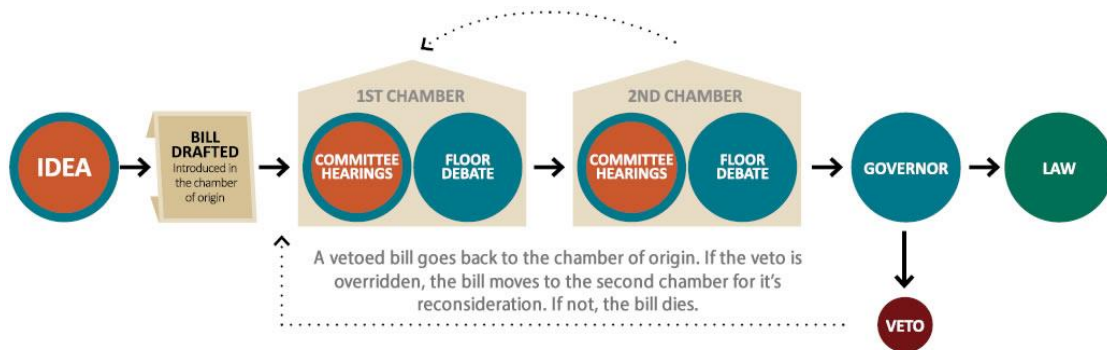 IDEA
BILL
DRAFTED
Introduced in
the chamber
of origin
1ST CHAMBER
COMMITTEE
HEARINGS
FLOOR
DEBATE
2ND CHAMBER
COMMITTEE
HEARINGS
FLOOR
DEBATE
GOVERNOR
LAW
A vetoed bill goes back to the chamber of origin. If the veto is
overridden, the bill moves to the second chamber for it's
reconsideration. If not, the bill dies.
VETO